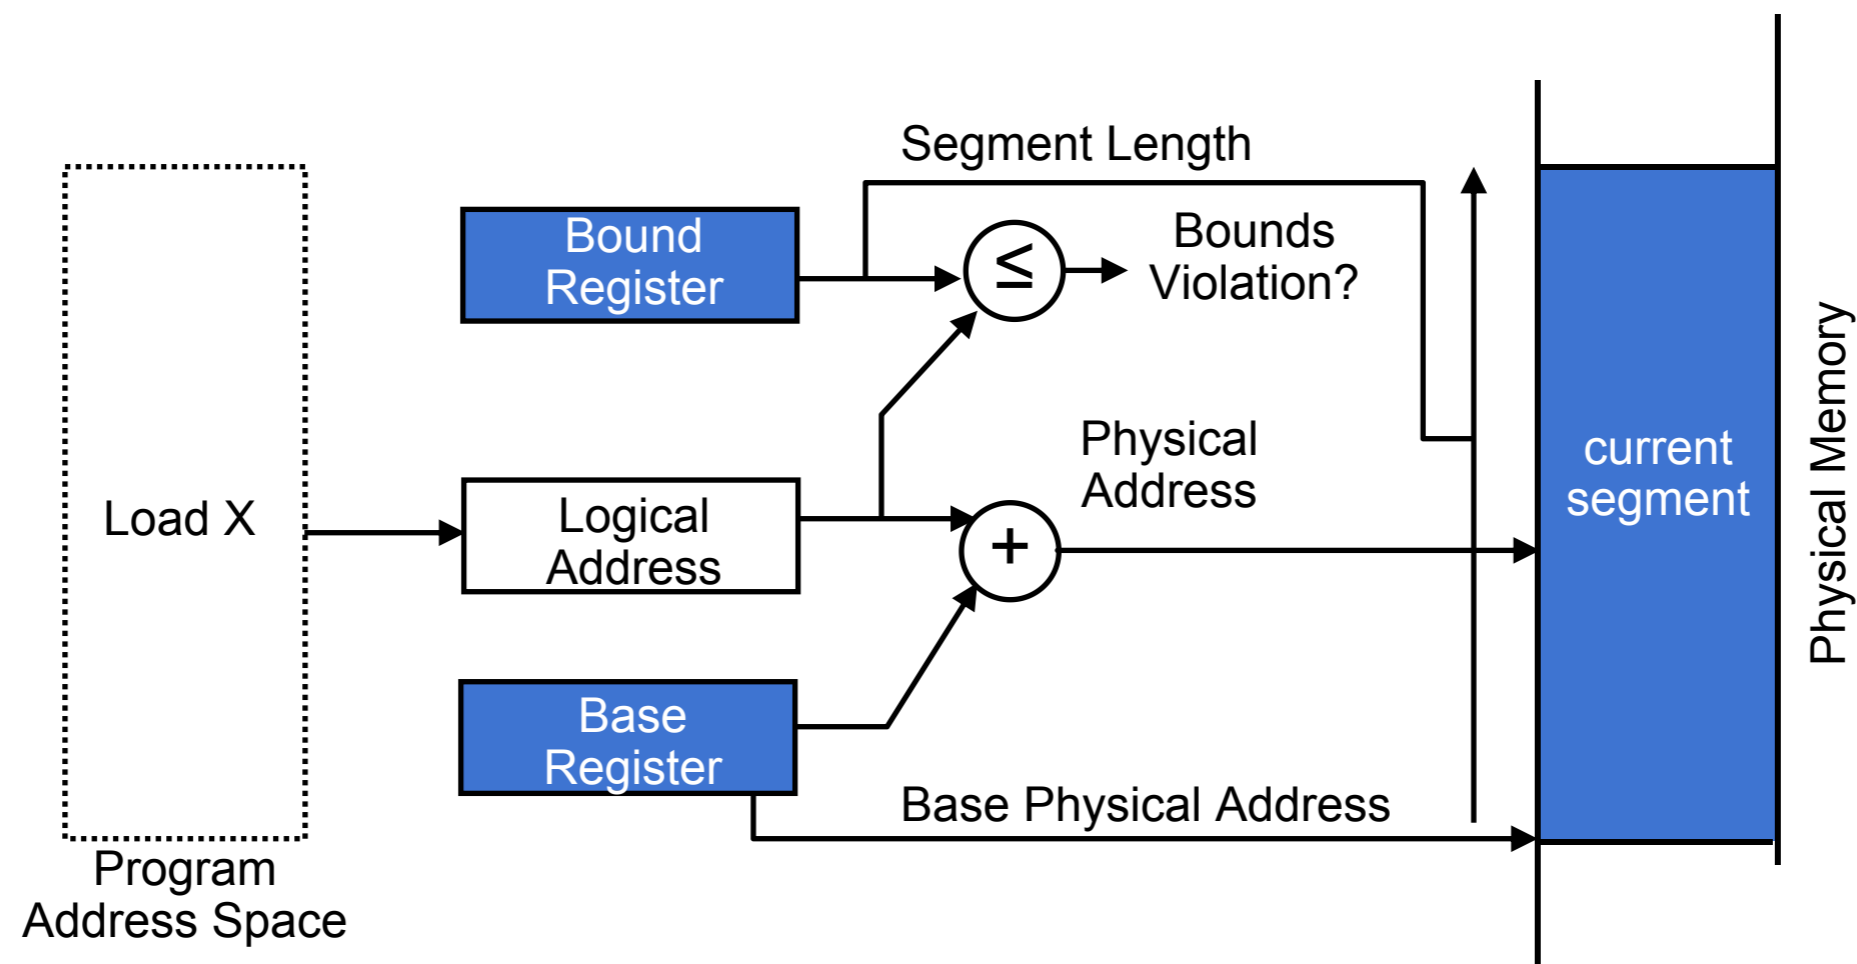 Segment Length
Bound
Register
≤
Bounds
Violation?
Load X
Logical
Address
+
Physical
Address
current
segment
Physical Memory
Base
Register
Base Physical Address
Program
Address Space